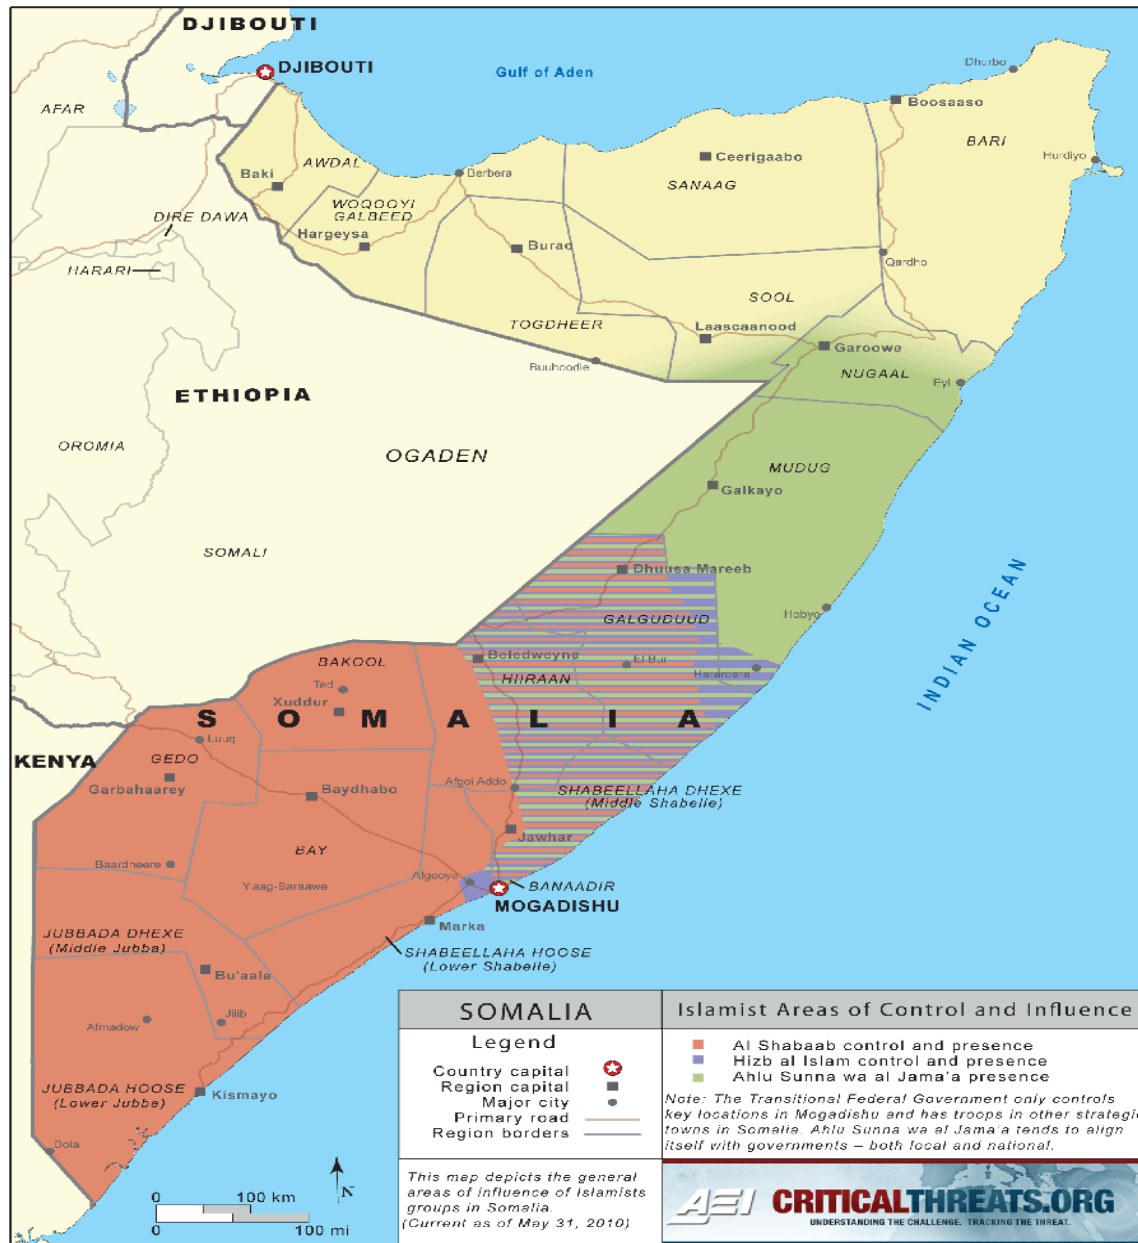 DJIBOUTI
DJIBOUTI
Gulf of Aden
Dhurbo
Boosaaso
AFAR
BARI
AWDAL
Ceerigaabo
Hurdiyo
Baki
Berbera
SANAAG
WOQOOYI
GALBEED
DIRE DAWA
Hargeysa
Burao
Qardho
HARARI
SOOL
TOGDHEER
Laascaanood
Garoowe
Buuhoodle
NUGAAL
Eyl
ETHIOPIA
OROMIA
OGADEN
MUDUG
Galkayo
SOMALI
Dhuusa Mareeb
INDIAN OCEAN
Hobyo
GALGUDUUD
BAKOOL
Beledweyne
El Bur
Harardera
HIIRAAN
Ted
Xuddur
SOMALIA
Luuq
KENYA
GEDO
Garbahaarey
Baydhabo
Afgoi Addo
SHABEELLAHA DHEXE
(Middle Shabelle)
Jawhar
BAY
Baardheere
Yaag-Baraawe
Afgooye
BANAADIR
MOGADISHU
Marka
JUBBADA DHEXE
(Middle Jubba)
SHABEELLAHA HOOSE
(Lower Shabelle)
Bu'aale
Afmadow
Jilib
JUBBADA HOOSE
(Lower Jubba)
Kismayo
Dola
N
0 100 km
0 100 mi
SOMALIA
Legend
Country capital
Region capital
Major city
Primary road
Region borders
This map depicts the general
areas of influence of Islamists
groups in Somalia.
(Current as of May 31, 2010)
Islamist Areas of Control and Influence
Al Shabaab control and presence
Hizb al Islam control and presence
Ahlu Sunna wa al Jama'a presence
Note: The Transitional Federal Government only controls
key locations in Mogadishu and has troops in other strategic
towns in Somalia. Ahlu Sunna wa al Jama'a tends to align
itself with governments – both local and national.
AEI CRITICALTHREATS.ORG
UNDERSTANDING THE CHALLENGE. TRACKING THE THREAT.